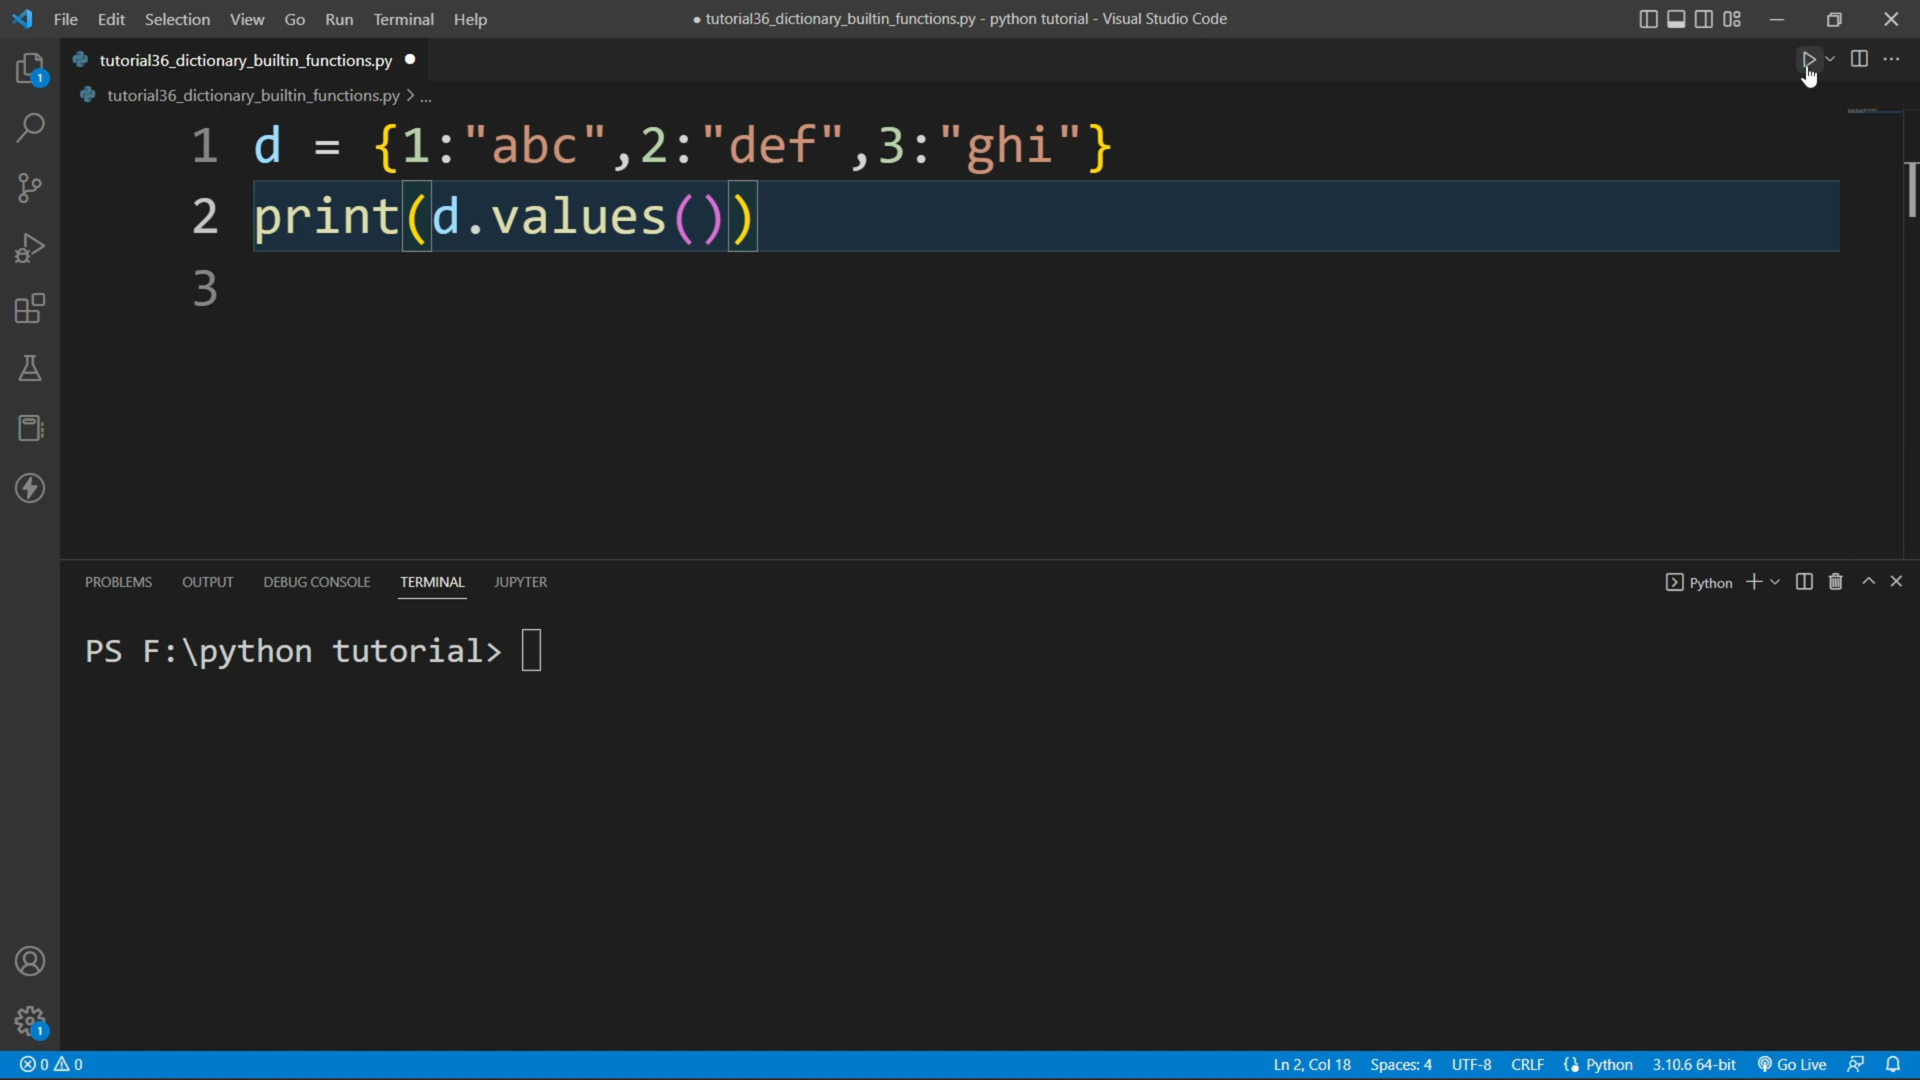 File Edit Selection View Go Run Terminal Help
● tutorial36_dictionary_builtin_functions.py - python tutorial - Visual Studio Code
tutorial36_dictionary_builtin_functions.py ●
tutorial36_dictionary_builtin_functions.py > ...
1 d = {1:"abc",2:"def",3:"ghi"}
2 print(d.values())
3
1
PROBLEMS OUTPUT DEBUG CONSOLE TERMINAL JUPYTER
Python
PS F:\python tutorial>
1
0 0
Ln 2, Col 18 Spaces: 4 UTF-8 CRLF Python 3.10.6 64-bit Go Live